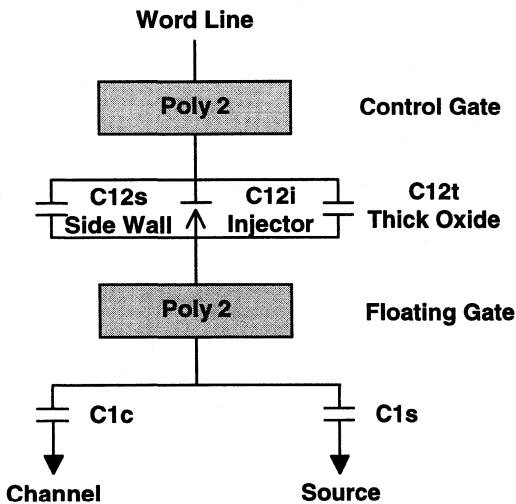 Word Line
Poly 2
Control Gate
C12s
Side Wall
C12i
Injector
C12t
Thick Oxide
Poly 2
Floating Gate
C1c
C1s
Channel
Source